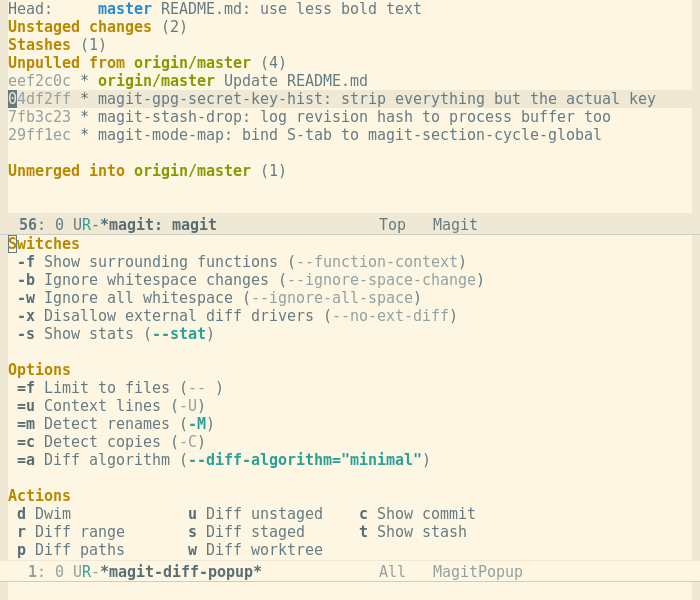 Head:     master README.md: use less bold text
Unstaged changes (2)
Stashes (1)
Unpulled from origin/master (4)
eef2c0c * origin/master Update README.md
04df2ff * magit-gpg-secret-key-hist: strip everything but the actual key
7fb3c23 * magit-stash-drop: log revision hash to process buffer too
29ff1ec * magit-mode-map: bind S-tab to magit-section-cycle-global
Unmerged into origin/master (1)
56: 0 UR-*magit: magit                  Top   Magit
Switches
-f Show surrounding functions (--function-context)
-b Ignore whitespace changes (--ignore-space-change)
-w Ignore all whitespace (--ignore-all-space)
-x Disallow external diff drivers (--no-ext-diff)
-s Show stats (--stat)
Options
=f Limit to files (-- )
=u Context lines (-U)
=m Detect renames (-M)
=c Detect copies (-C)
=a Diff algorithm (--diff-algorithm="minimal")
Actions
d Dwim             u Diff unstaged    c Show commit
r Diff range       s Diff staged      t Show stash
p Diff paths       w Diff worktree
1: 0 UR-*magit-diff-popup*             All   MagitPopup